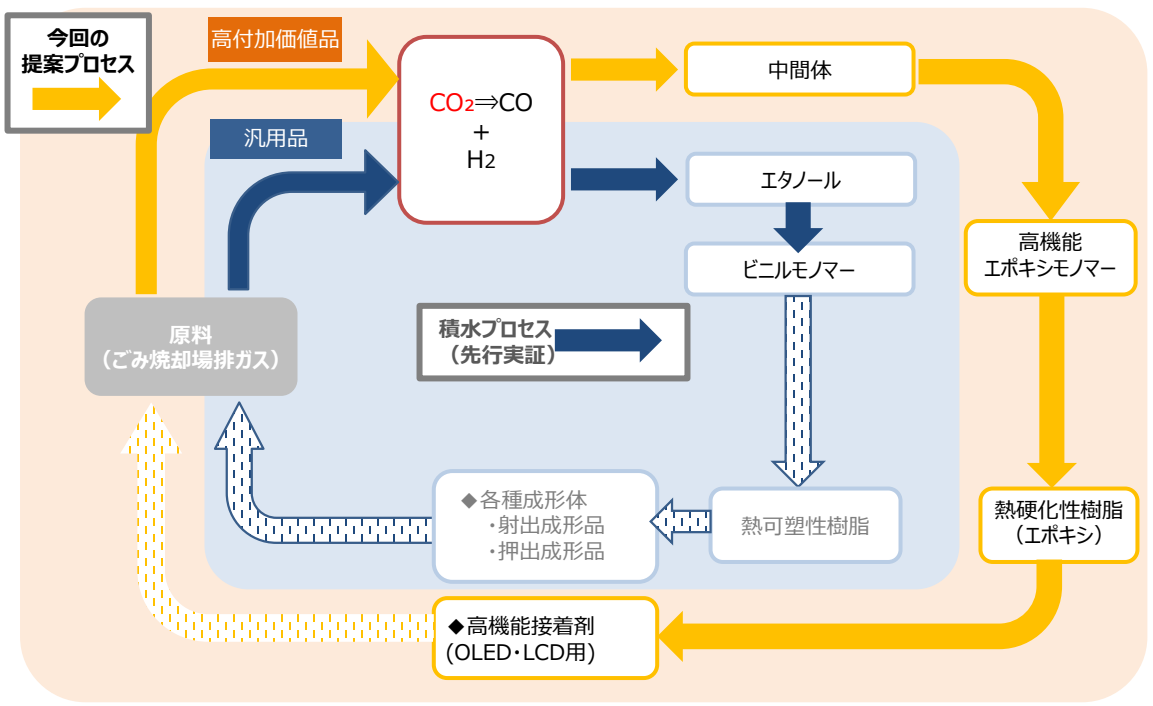 今回の
提案プロセス
高付加価値品
汎用品
CO₂⇒CO
+
H2
中間体
エタノール
ビニルモノマー
高機能
エポキシモノマー
原料
（ごみ焼却場排ガス）
積水プロセス
（先行実証）
◆各種成形体
・射出成形品
・押出成形品
熱可塑性樹脂
熱硬化性樹脂
（エポキシ）
◆高機能接着剤
(OLED・LCD用)